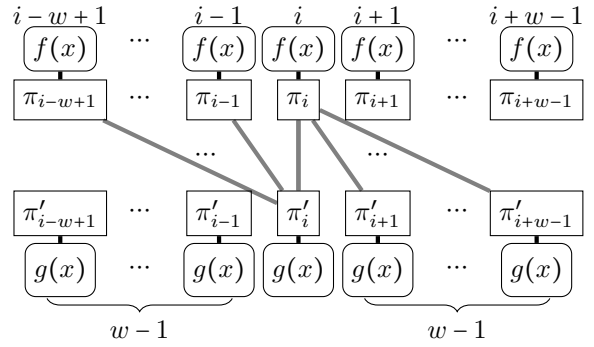 i − w + 1 ... i − 1 i i + 1 ... i + w − 1
f(x) f(x) f(x) f(x) f(x)
π_{i−w+1} ... π_{i−1} π_i π_{i+1} ... π_{i+w−1}
... ...
π′_{i−w+1} ... π′_{i−1} π′_i π′_{i+1} ... π′_{i+w−1}
g(x) ... g(x) g(x) g(x) ... g(x)
w − 1 w − 1